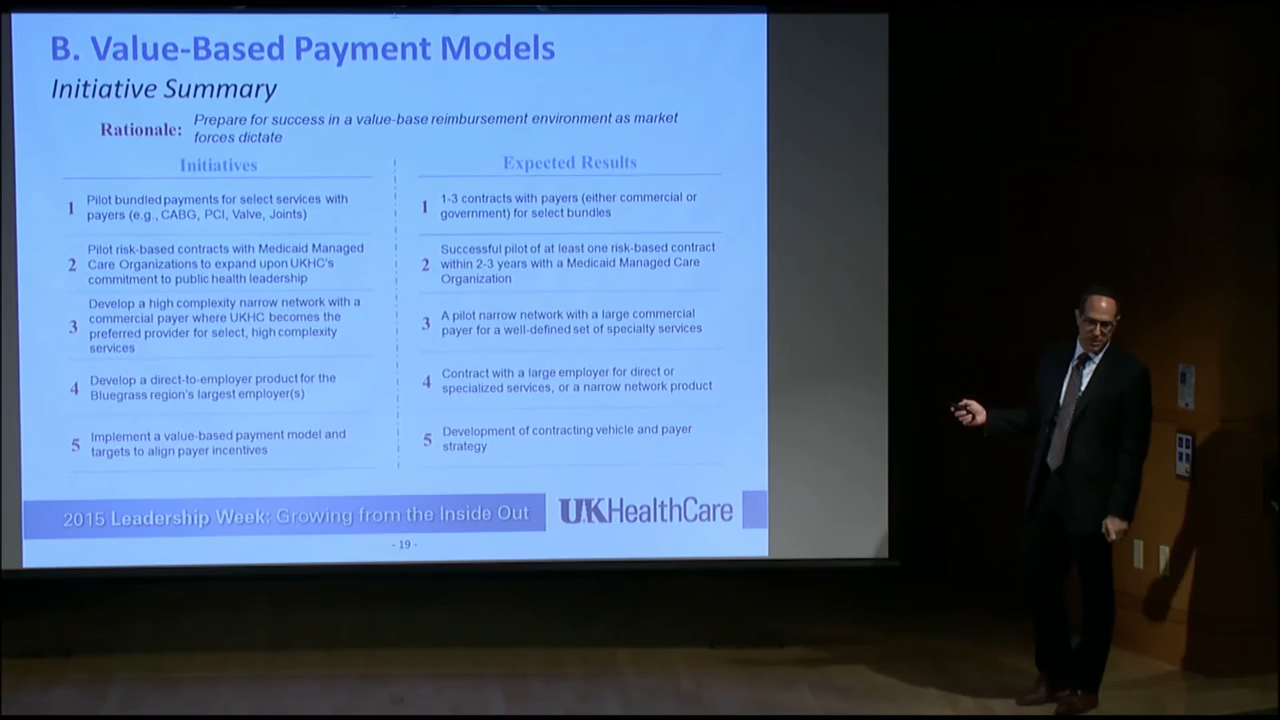 B. Value-Based Payment Models
Initiative Summary
Rationale:
Prepare for success in a value-base reimbursement environment as market
forces dictate
Initiatives
Expected Results
1
Pilot bundled payments for select services with
payers (e.g., CABG, PCI, Valve, Joints)
1
1-3 contracts with payers (either commercial or
government) for select bundles
2
Pilot risk-based contracts with Medicaid Managed
Care Organizations to expand upon UKHC's
commitment to public health leadership
2
Successful pilot of at least one risk-based contract
within 2-3 years with a Medicaid Managed Care
Organization
3
Develop a high complexity narrow network with a
commercial payer where UKHC becomes the
preferred provider for select, high complexity
services
3
A pilot narrow network with a large commercial
payer for a well-defined set of specialty services
4
Develop a direct-to-employer product for the
Bluegrass region's largest employer(s)
4
Contract with a large employer for direct or
specialized services, or a narrow network product
5
Implement a value-based payment model and
targets to align payer incentives
5
Development of contracting vehicle and payer
strategy
2015 Leadership Week: Growing from the Inside Out
UKHealthCare
- 19 -